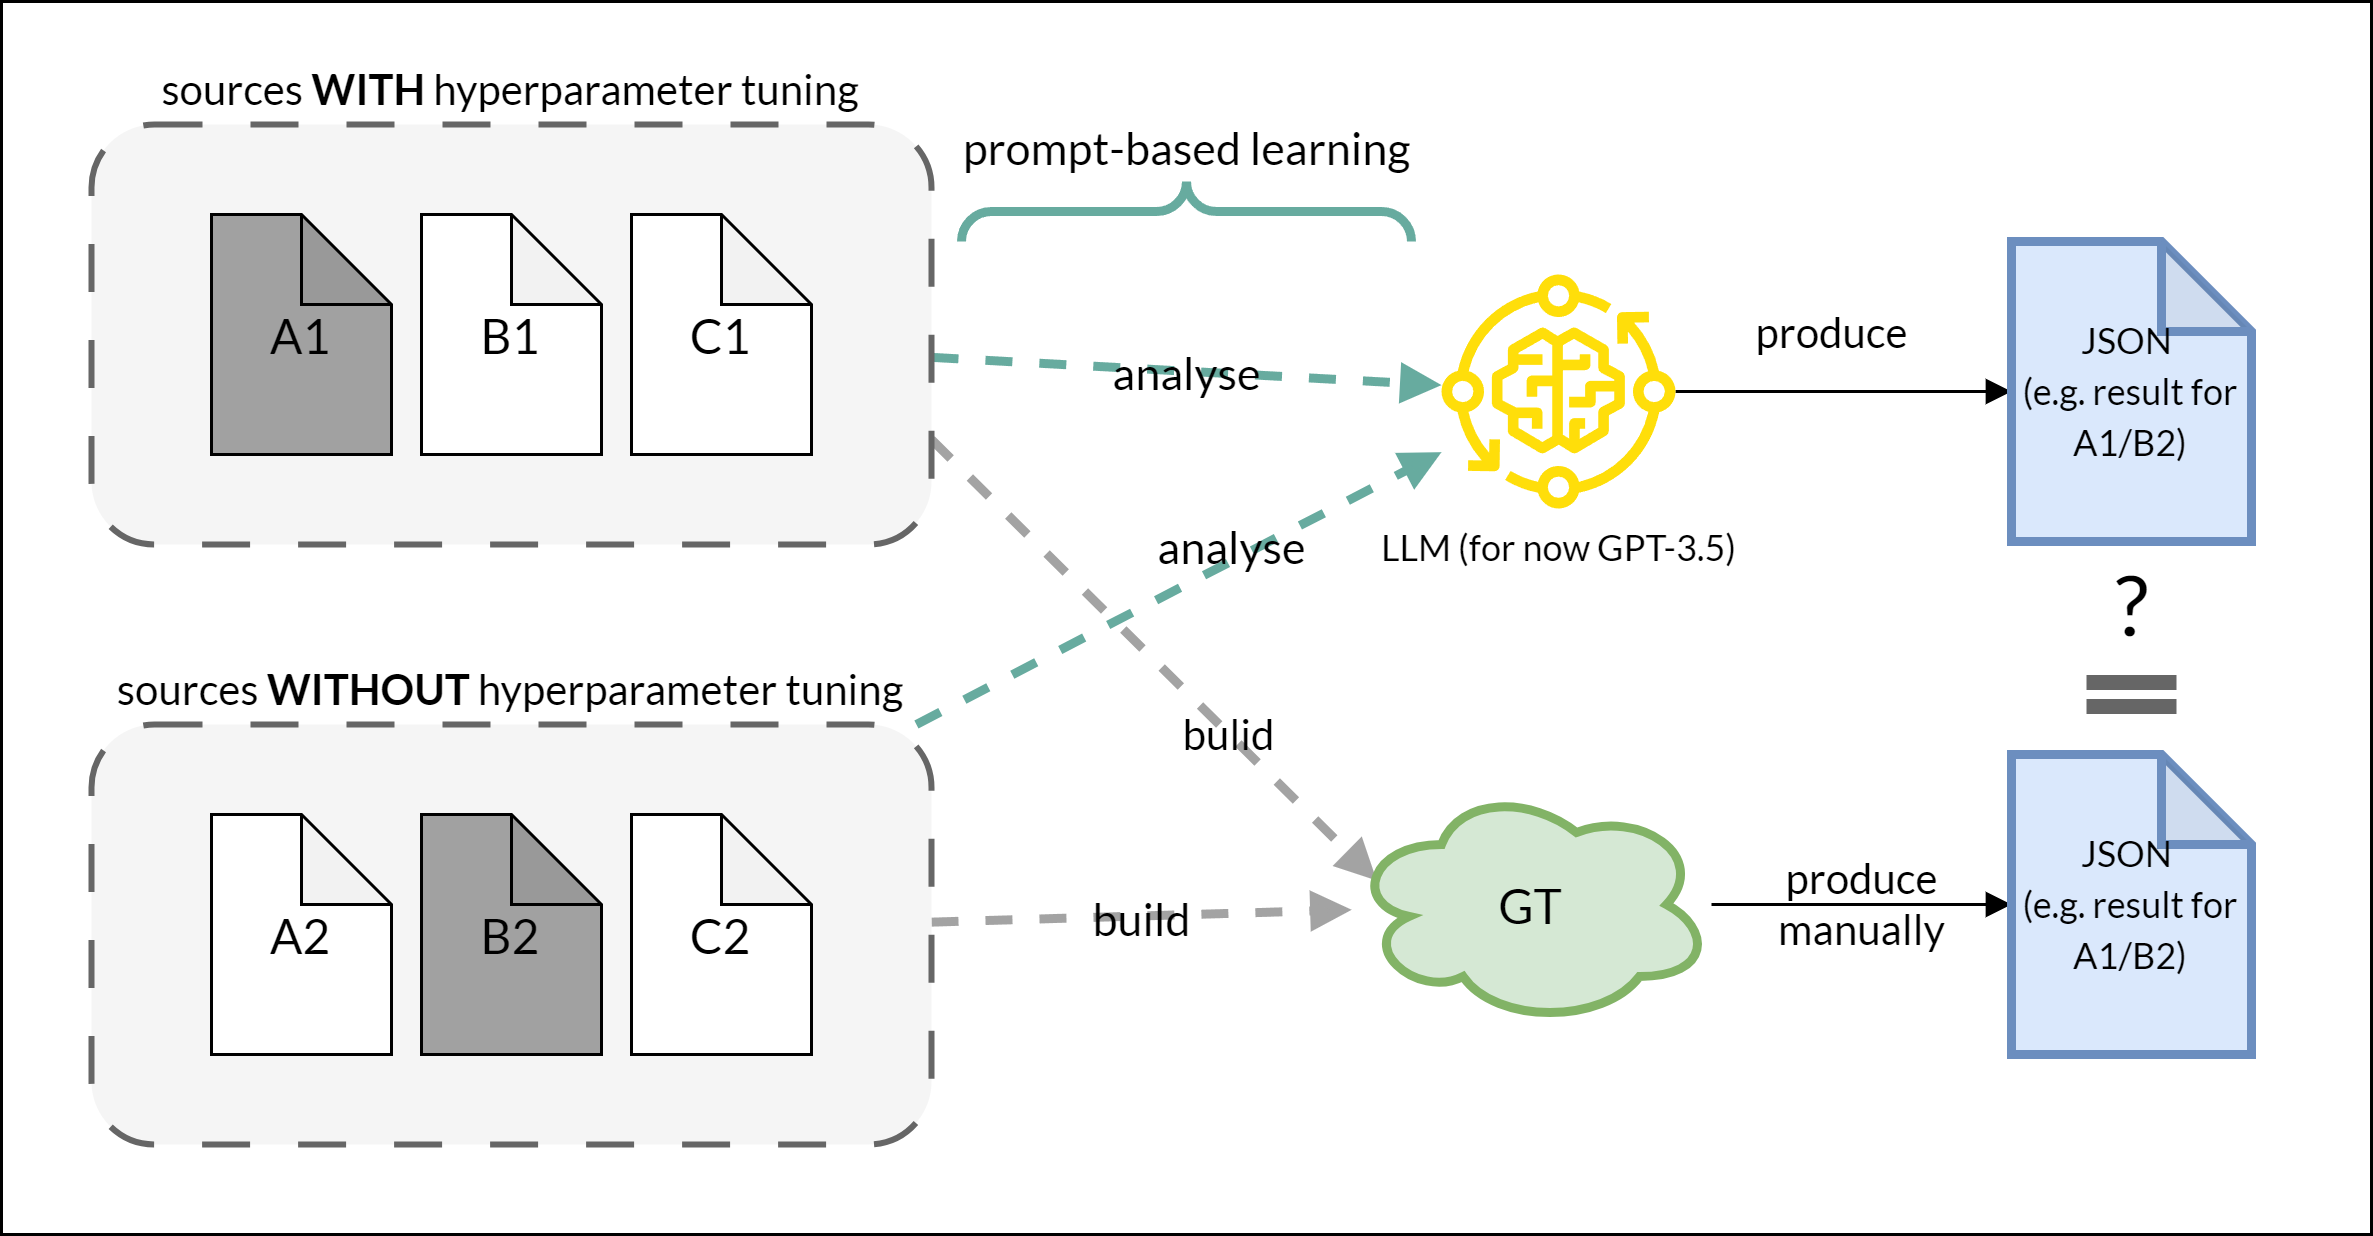 sources WITH hyperparameter tuning
A1
B1
C1
prompt-based learning
analyse
analyse
LLM (for now GPT-3.5)
produce
JSON
(e.g. result for
A1/B2)
?
=
sources WITHOUT hyperparameter tuning
A2
B2
C2
bulid
build
GT
produce
manually
JSON
(e.g. result for
A1/B2)